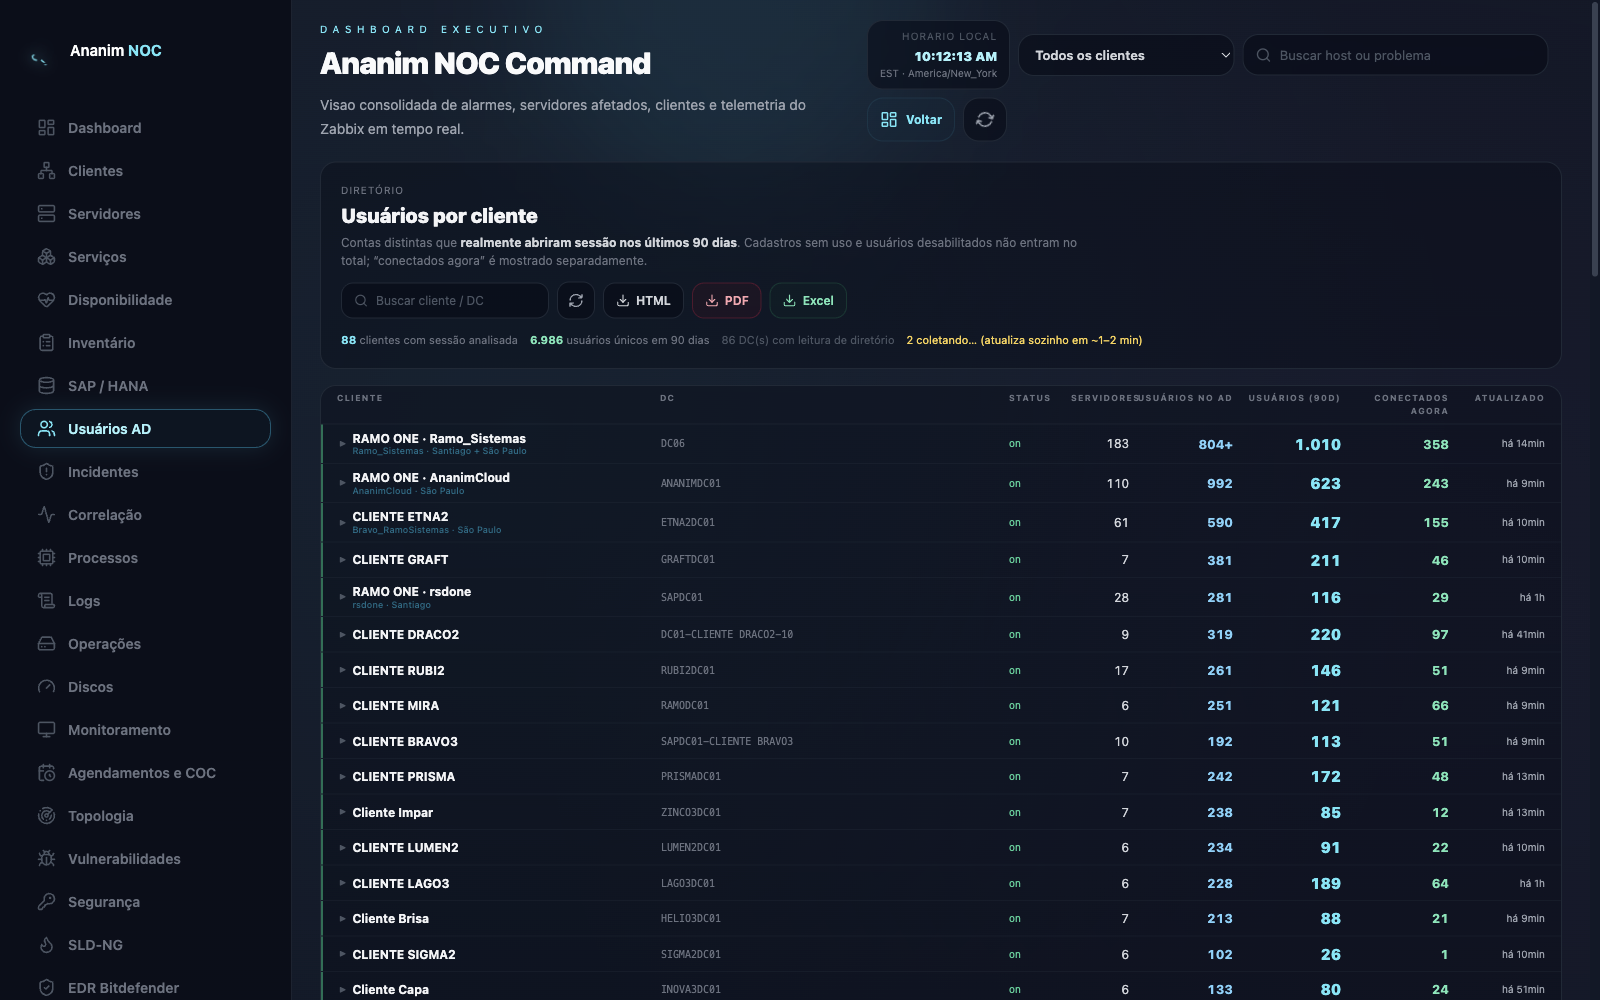 Ananim NOC
Dashboard
Clientes
Servidores
Serviços
Disponibilidade
Inventário
SAP / HANA
Usuários AD
Incidentes
Correlação
Processos
Logs
Operações
Discos
Monitoramento
Agendamentos e COC
Topologia
Vulnerabilidades
Segurança
SLD-NG
EDR Bitdefender
DASHBOARD EXECUTIVO
Ananim NOC Command
Visao consolidada de alarmes, servidores afetados, clientes e telemetria do
Zabbix em tempo real.
HORARIO LOCAL
10:12:13 AM
EST · America/New_York
Todos os clientes
Buscar host ou problema
Voltar
DIRETÓRIO
Usuários por cliente
Contas distintas que realmente abriram sessão nos últimos 90 dias. Cadastros sem uso e usuários desabilitados não entram no
total; “conectados agora” é mostrado separadamente.
Buscar cliente / DC
HTML
PDF
Excel
88 clientes com sessão analisada 6.986 usuários únicos em 90 dias 86 DC(s) com leitura de diretório 2 coletando... (atualiza sozinho em ~1–2 min)
CLIENTE DC STATUS SERVIDORES USUÁRIOS NO AD USUÁRIOS (90D) CONECTADOS AGORA ATUALIZADO
RAMO ONE · Ramo_Sistemas DC06 on 183 804+ 1.010 358 há 14min
Ramo_Sistemas · Santiago + São Paulo
RAMO ONE · AnanimCloud ANANIMDC01 on 110 992 623 243 há 9min
AnanimCloud · São Paulo
CLIENTE ETNA2 ETNA2DC01 on 61 590 417 155 há 10min
Bravo_RamoSistemas · São Paulo
CLIENTE GRAFT GRAFTDC01 on 7 381 211 46 há 10min
RAMO ONE · rsdone SAPDC01 on 28 281 116 29 há 1h
rsdone · Santiago
CLIENTE DRACO2 DC01-CLIENTE DRACO2-10 on 9 319 220 97 há 41min
CLIENTE RUBI2 RUBI2DC01 on 17 261 146 51 há 9min
CLIENTE MIRA RAMODC01 on 6 251 121 66 há 9min
CLIENTE BRAVO3 SAPDC01-CLIENTE BRAVO3 on 10 192 113 51 há 9min
CLIENTE PRISMA PRISMADC01 on 7 242 172 48 há 13min
Cliente Impar ZINCO3DC01 on 7 238 85 12 há 13min
CLIENTE LUMEN2 LUMEN2DC01 on 6 234 91 22 há 10min
CLIENTE LAGO3 LAGO3DC01 on 6 228 189 64 há 1h
Cliente Brisa HELIO3DC01 on 7 213 88 21 há 9min
CLIENTE SIGMA2 SIGMA2DC01 on 6 102 26 1 há 10min
Cliente Capa INOVA3DC01 on 6 133 80 24 há 51min